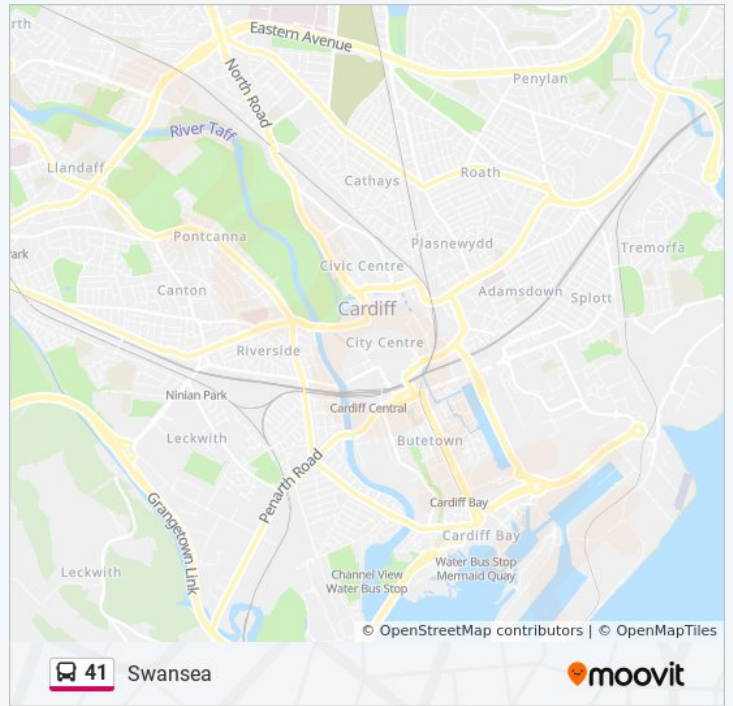 rth
Eastern Avenue
North Road
Penylan
River Taff
Llandaff
Cathays
Roath
Pontcanna
Plasnewydd
ark
Civic Centre
Tremorfa
Canton
Adamsdown
Splott
Cardiff
City Centre
Riverside
Ninian Park
Cardiff Central
Leckwith
Butetown
Penarth Road
Grangetown Link
Cardiff Bay
Cardiff Bay
Leckwith
Channel View
Water Bus Stop
Water Bus Stop
Mermaid Quay
© OpenStreetMap contributors | © OpenMapTiles
41 Swansea
moovit